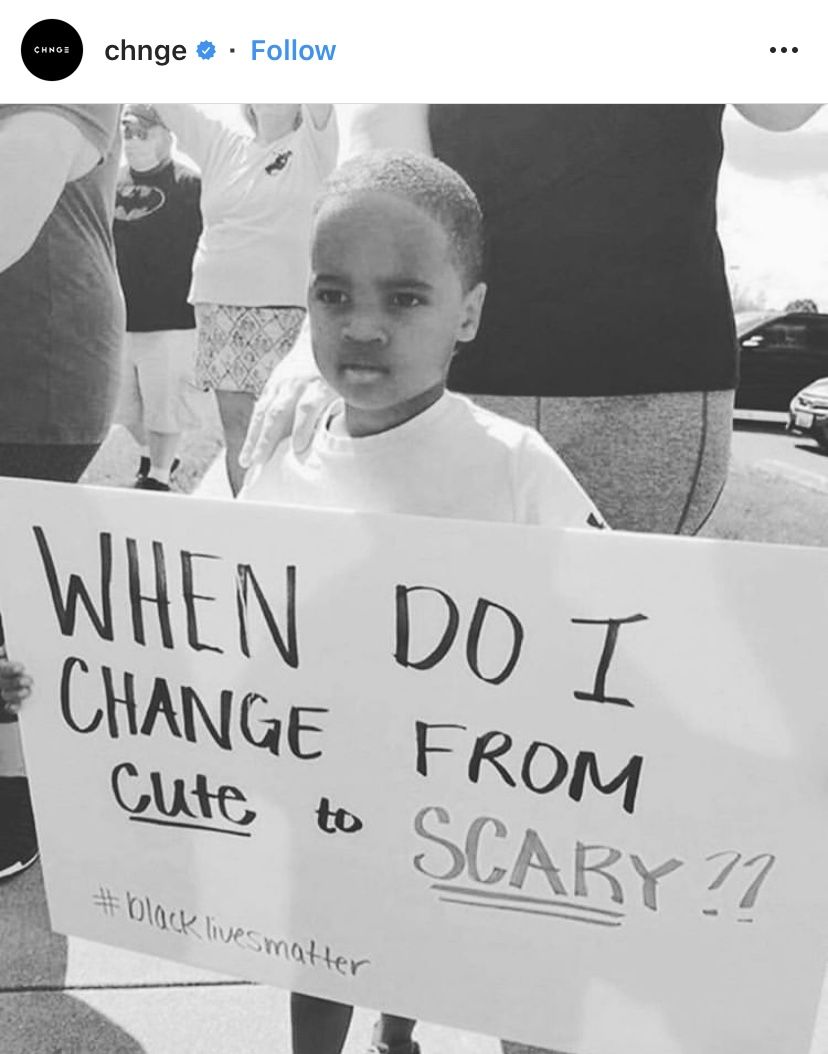 CHNGE
chnge · Follow
WHEN DO I
CHANGE FROM
cute to SCARY??
#blacklivesmatter